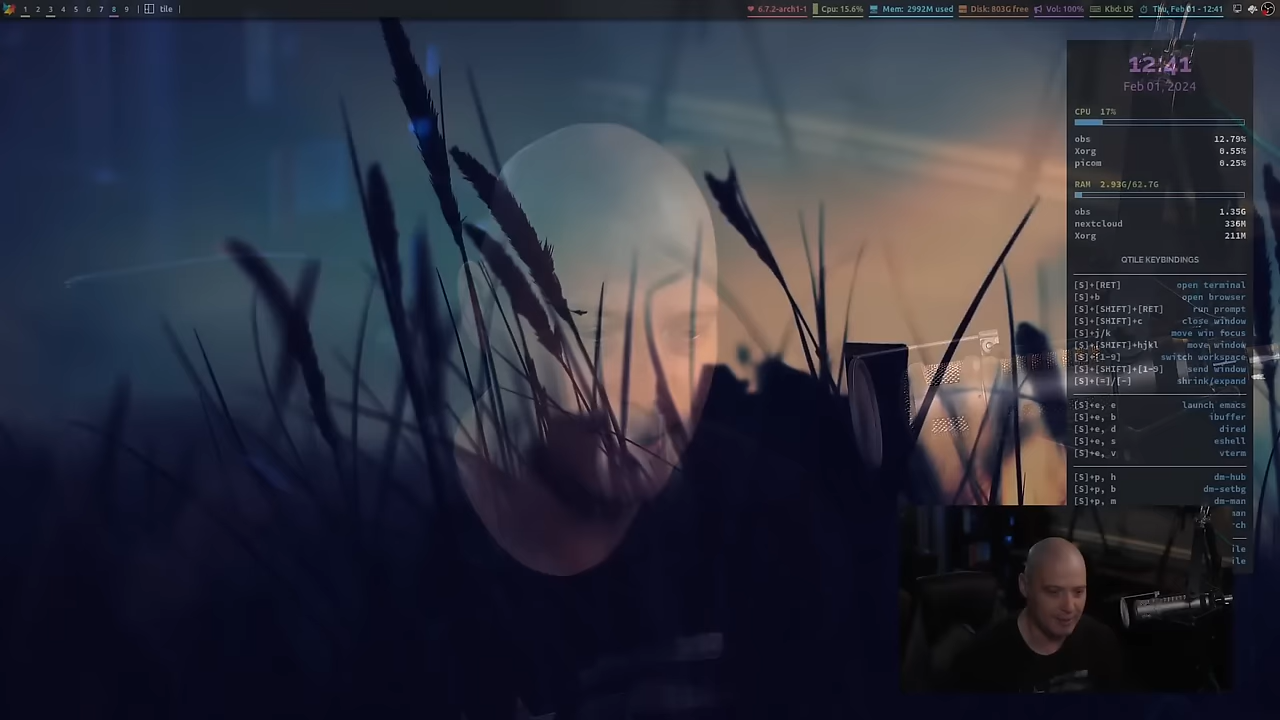 1 2 3 4 5 6 7 8 9 | tile |
6.7.2-arch1-1 Cpu: 15.6% Mem: 2992M used Disk: 803G free Vol: 100% Kbd: US Thu, Feb 01 - 12:41
12:41
Feb 01, 2024
CPU 17%
obs 12.79%
Xorg 0.55%
picom 0.25%
RAM 2.93G/62.7G
obs 1.35G
nextcloud 336M
Xorg 211M
QTILE KEYBINDINGS
[S]+[RET] open terminal
[S]+b open browser
[S]+[SHIFT]+[RET] run prompt
[S]+[SHIFT]+c close window
[S]+j/k move win focus
[S]+[SHIFT]+hjkl move window
[S]+[1-9] switch workspace
[S]+[SHIFT]+[1-9] send window
[S]+[=]/[-] shrink/expand
[S]+e, e launch emacs
[S]+e, b ibuffer
[S]+e, d dired
[S]+e, s eshell
[S]+e, v vterm
[S]+p, h dm-hub
[S]+p, b dm-setbg
[S]+p, m dm-man